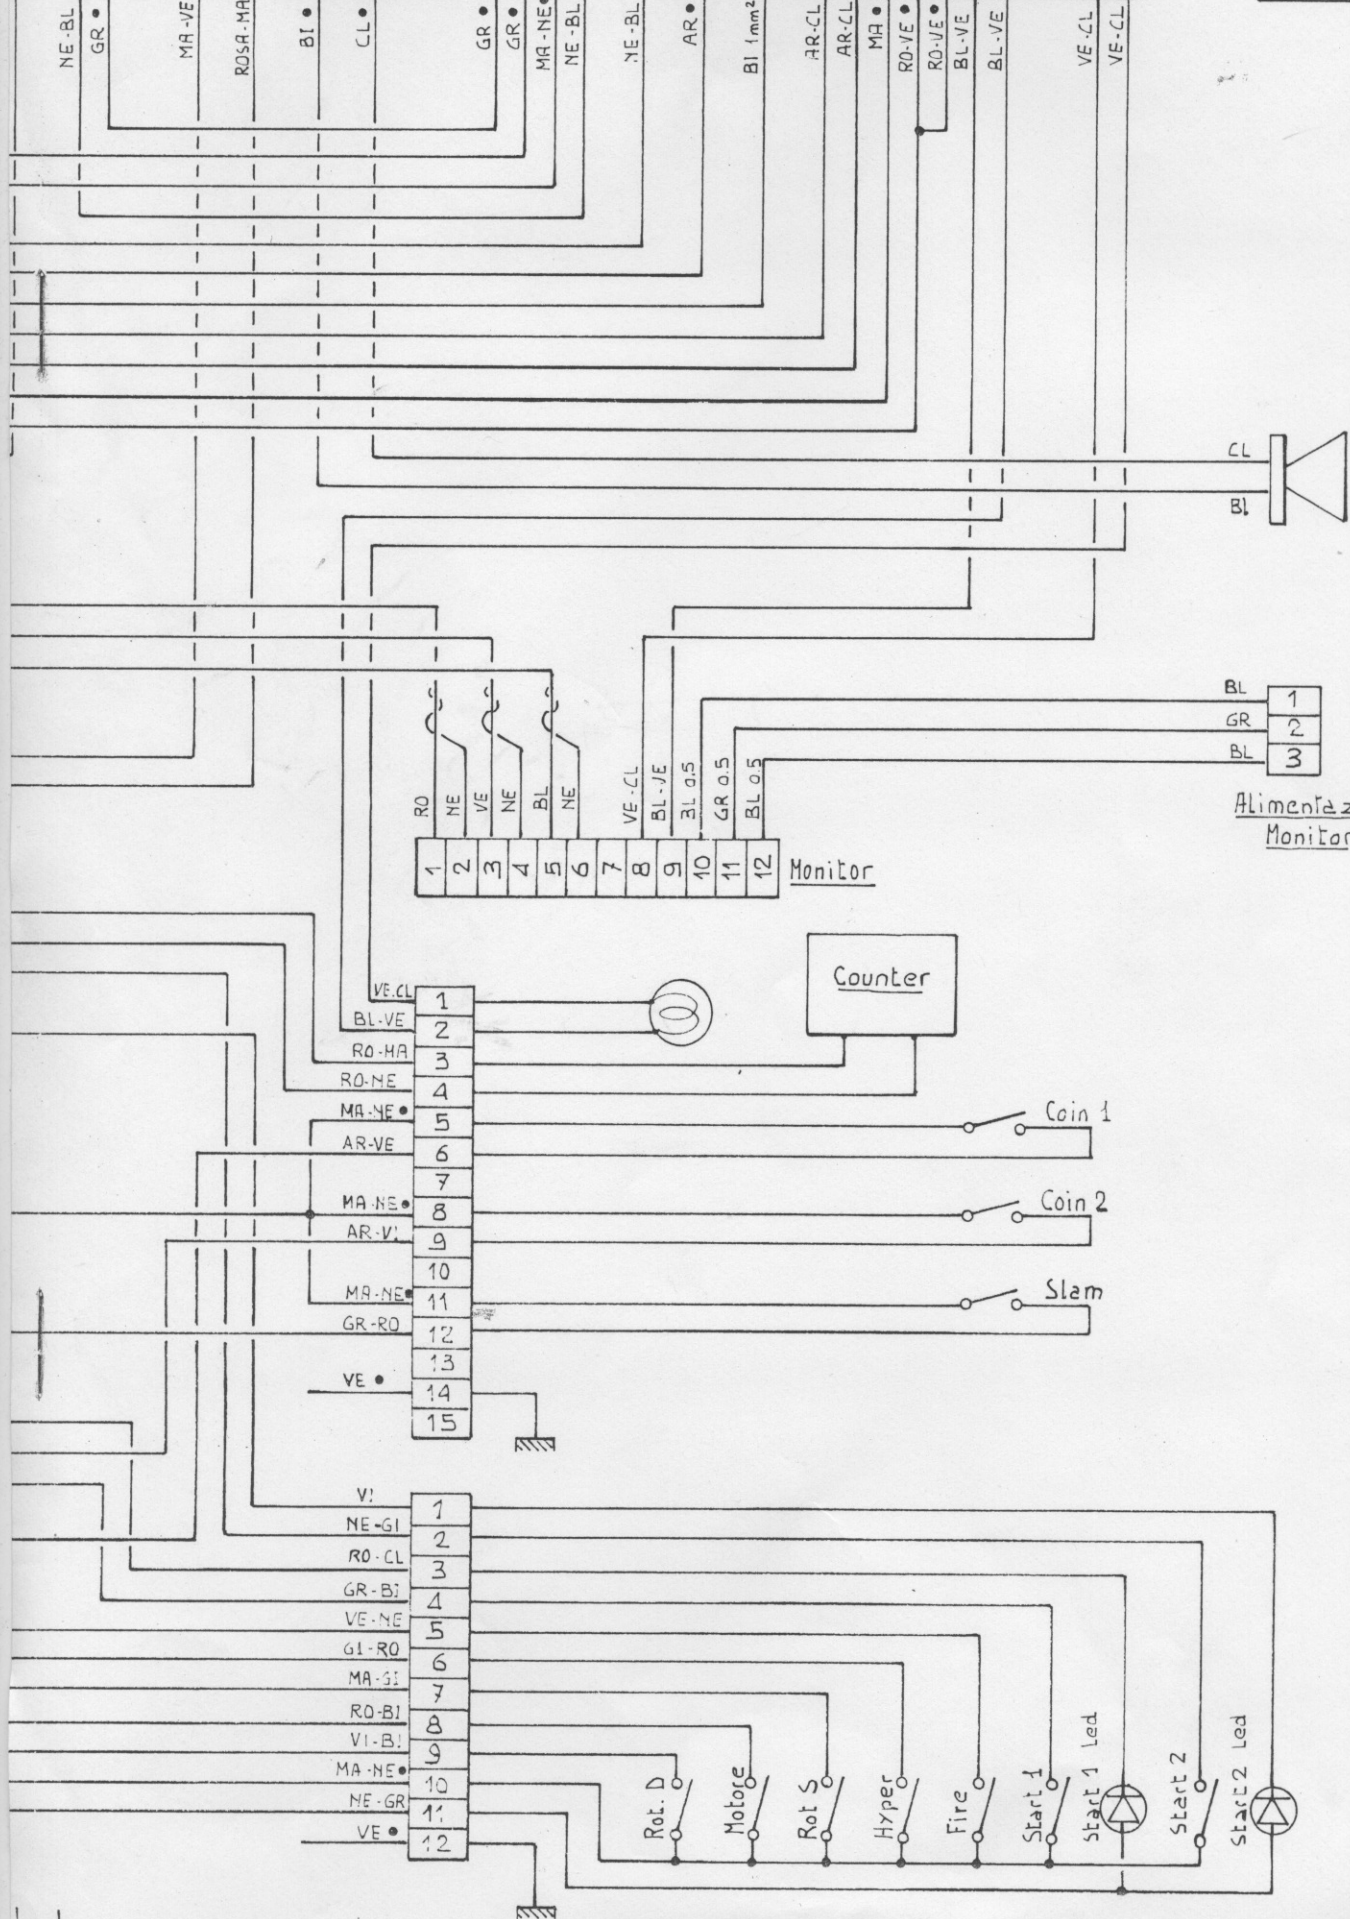 NE-BL
GR •
MA-VE
ROSA-MA
BI •
CL •
GR •
GR •
MA-NE•
NE-BL
NE-BL
AR •
BI 1mm²
AR-CL
AR-CL
MA •
RO-VE •
RO-VE •
BL-VE
BL-VE
VE-CL
VE-CL
CL
BI
BL 1
GR 2
BL 3
Alimentaz
Monitor
RO
NE
VE
NE
BL
NE
VE-CL
BL-VE
BL 0.5
GR 0.5
BL 0.5
1 2 3 4 5 6 7 8 9 10 11 12
Monitor
Counter
VE.CL 1
BL-VE 2
RO-MA 3
RO-NE 4
MA-NE • 5
Coin 1
AR-VE 6
7
MA-NE • 8
Coin 2
AR-VI 9
10
MA-NE • 11
Slam
GR-RO 12
13
VE • 14
15
VI 1
NE-GI 2
RO-CL 3
GR-BI 4
VE-NE 5
GI-RO 6
MA-GI 7
RO-BI 8
VI-BI 9
MA-NE • 10
NE-GR 11
VE • 12
Rot. D
Motore
Rot S
Hyper
Fire
Start 1
Start 1 Led
Start 2
Start 2 Led